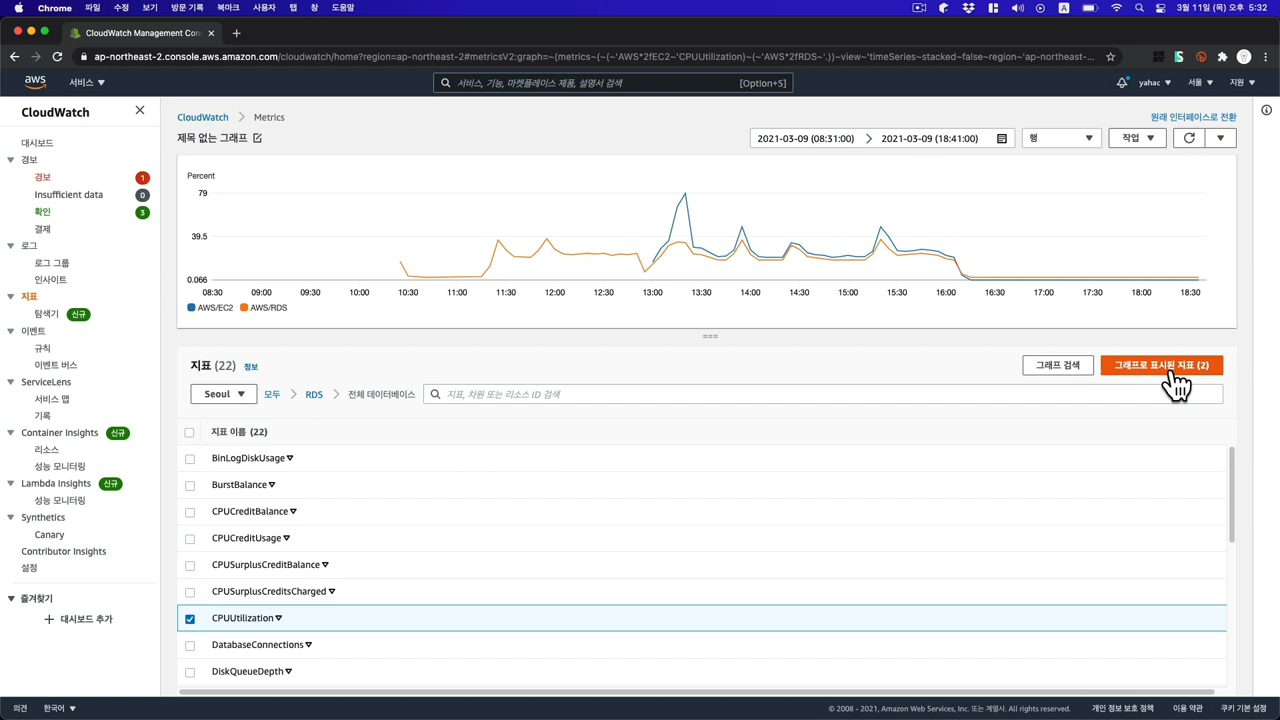 Chrome 파일 수정 보기 방문 기록 북마크 사용자 탭 창 도움말 A 3월 11일 (목) 오후 5:32
CloudWatch Management Con
ap-northeast-2.console.aws.amazon.com/cloudwatch/home?region=ap-northeast-2#metricsV2:graph=~(metrics~(~(~'AWS*2fEC2~'CPUUtilization)~(~'AWS*2fRDS~'.))~view~'timeSeries~stacked~false~region~'ap-northeast-...
aws 서비스 서비스, 기능, 마켓플레이스 제품, 설명서 검색 [Option+S] yahac 서울 지원
CloudWatch
대시보드
경보
경보 1
Insufficient data 0
확인 3
결제
로그
로그 그룹
인사이트
지표
탐색기 신규
이벤트
규칙
이벤트 버스
ServiceLens
서비스 맵
기록
Container Insights 신규
리소스
성능 모니터링
Lambda Insights 신규
성능 모니터링
Synthetics
Canary
Contributor Insights
설정
즐겨찾기
대시보드 추가
CloudWatch Metrics 원래 인터페이스로 전환
제목 없는 그래프 2021-03-09 (08:31:00) 2021-03-09 (18:41:00) 행 작업
Percent
79
39.5
0.066
08:30 09:00 09:30 10:00 10:30 11:00 11:30 12:00 12:30 13:00 13:30 14:00 14:30 15:00 15:30 16:00 16:30 17:00 17:30 18:00 18:30
AWS/EC2 AWS/RDS
지표 (22) 정보 그래프 검색 그래프로 표시된 지표 (2)
Seoul 모두 RDS 전체 데이터베이스 지표, 차원 또는 리소스 ID 검색
지표 이름 (22)
BinLogDiskUsage
BurstBalance
CPUCreditBalance
CPUCreditUsage
CPUSurplusCreditBalance
CPUSurplusCreditsCharged
CPUUtilization
DatabaseConnections
DiskQueueDepth
의견 한국어 © 2008 - 2021, Amazon Web Services, Inc. 또는 계열사. All rights reserved. 개인 정보 보호 정책 이용 약관 쿠키 기본 설정